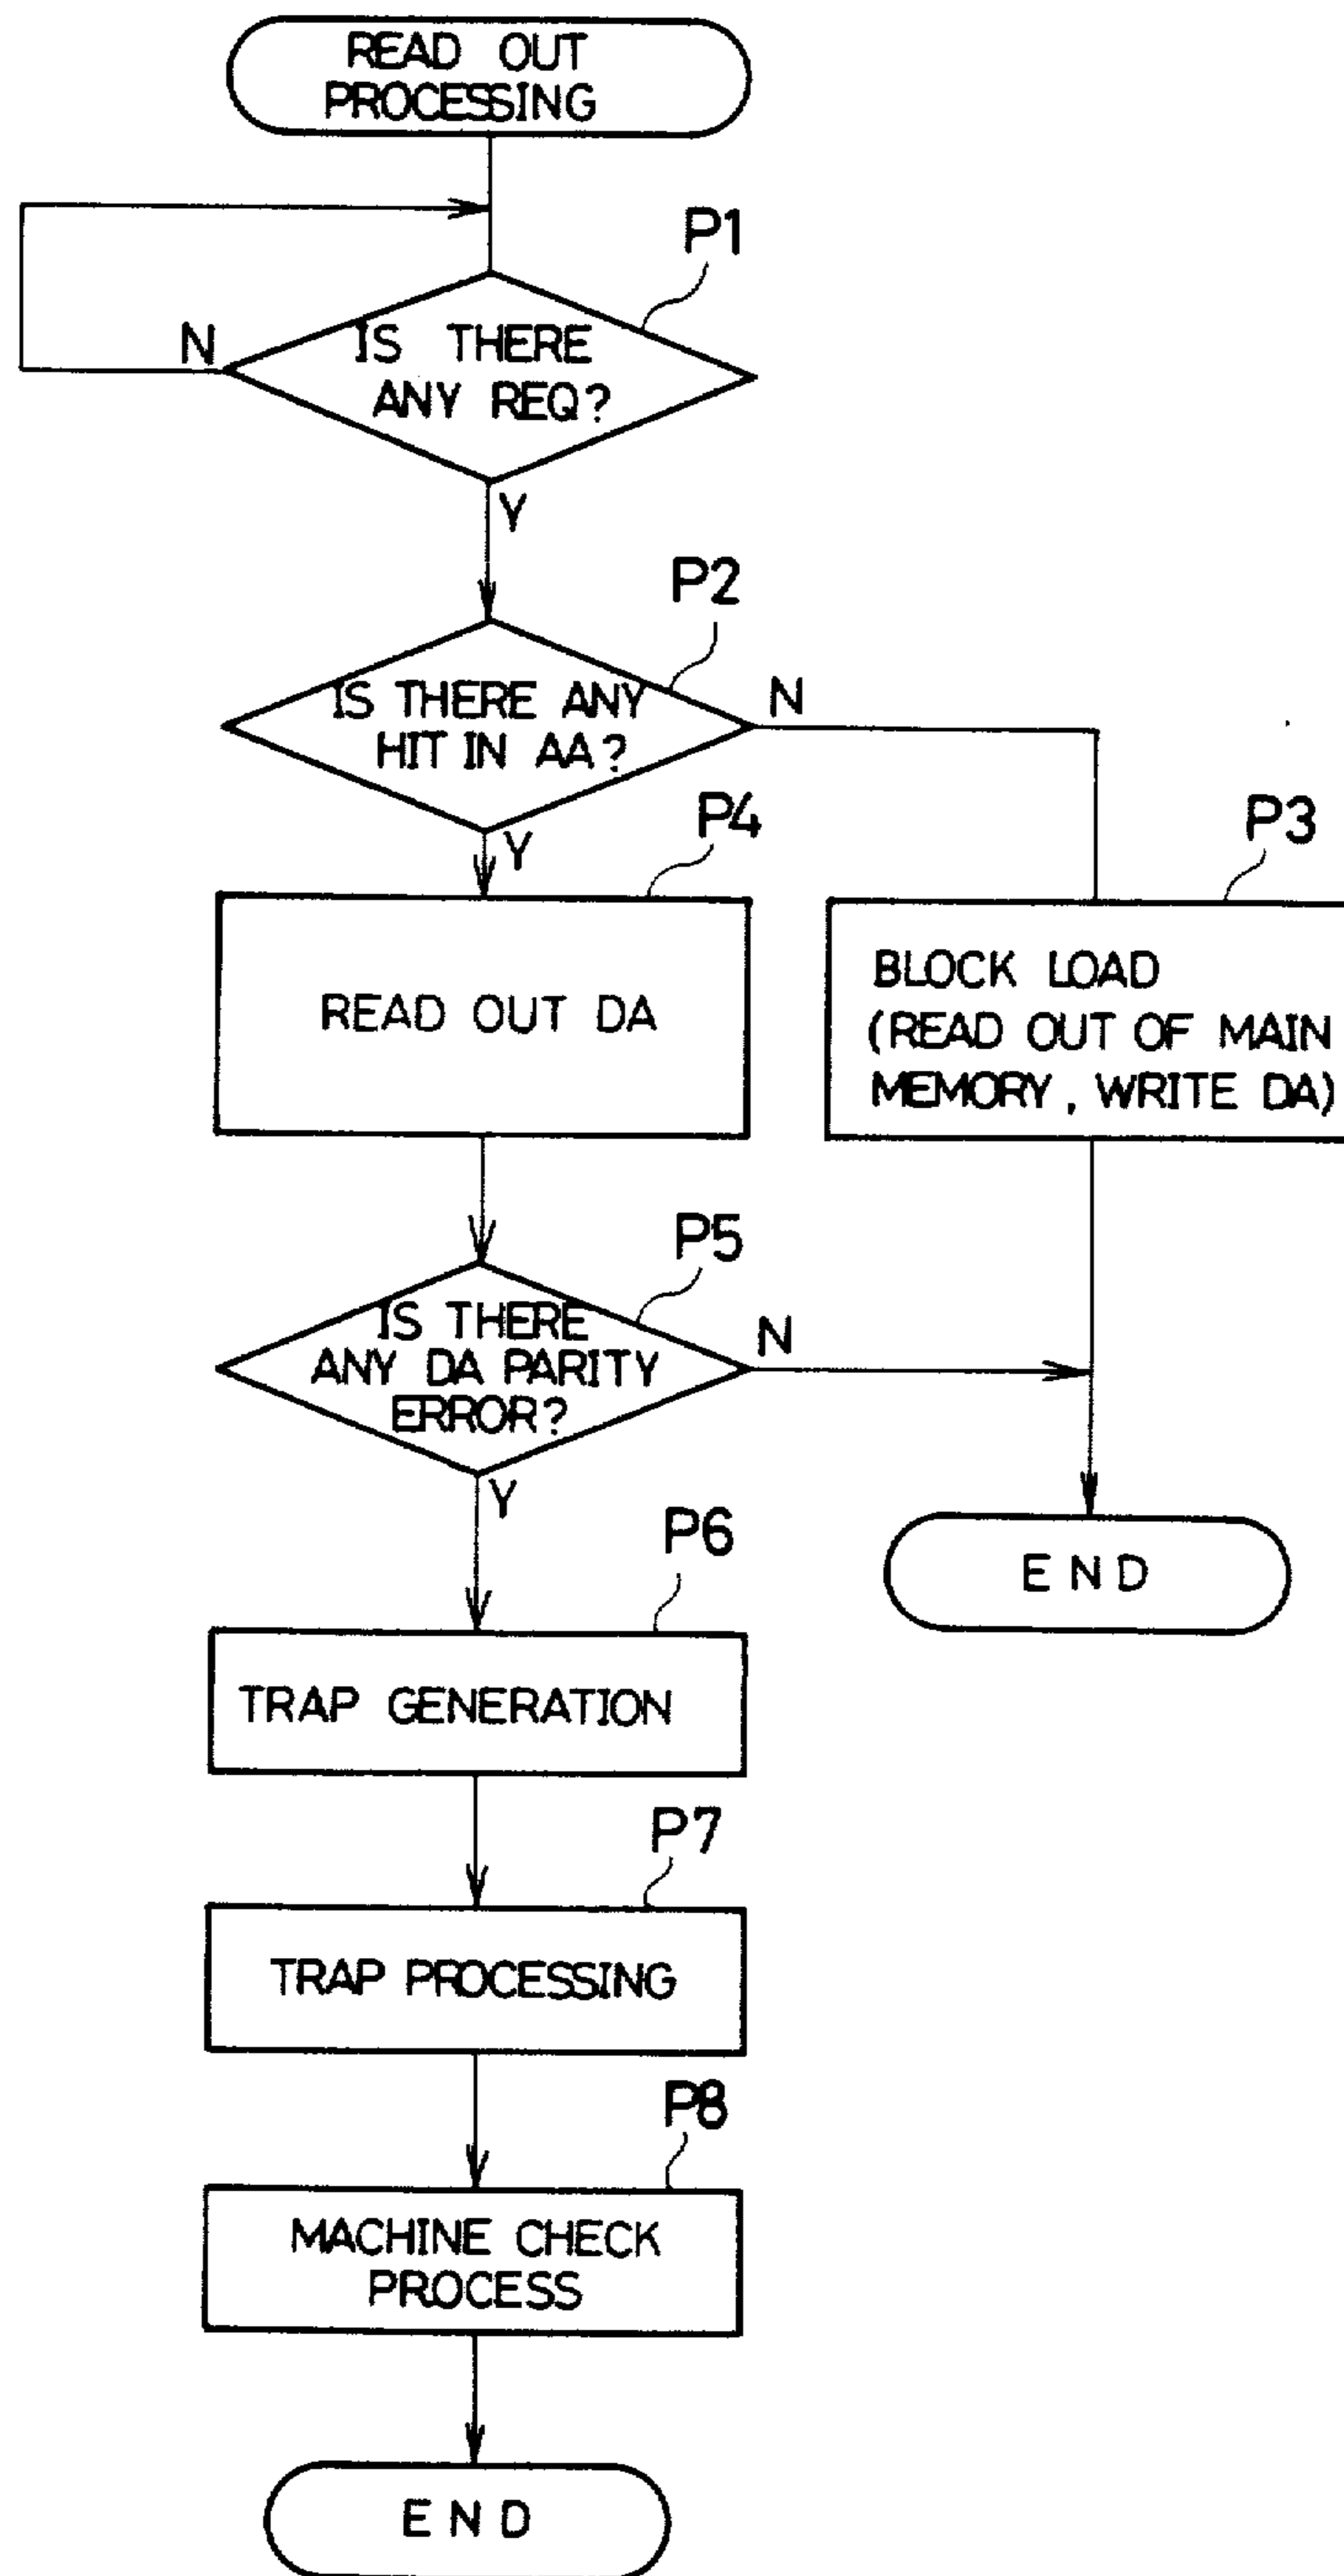 READ OUT
PROCESSING
P1
N
IS THERE
ANY REQ?
Y
P2
IS THERE ANY
HIT IN AA?
N
Y
P4
P3
READ OUT DA
BLOCK LOAD
(READ OUT OF MAIN
MEMORY, WRITE DA)
P5
IS THERE
ANY DA PARITY
ERROR?
N
Y
P6
END
TRAP GENERATION
P7
TRAP PROCESSING
P8
MACHINE CHECK
PROCESS
END